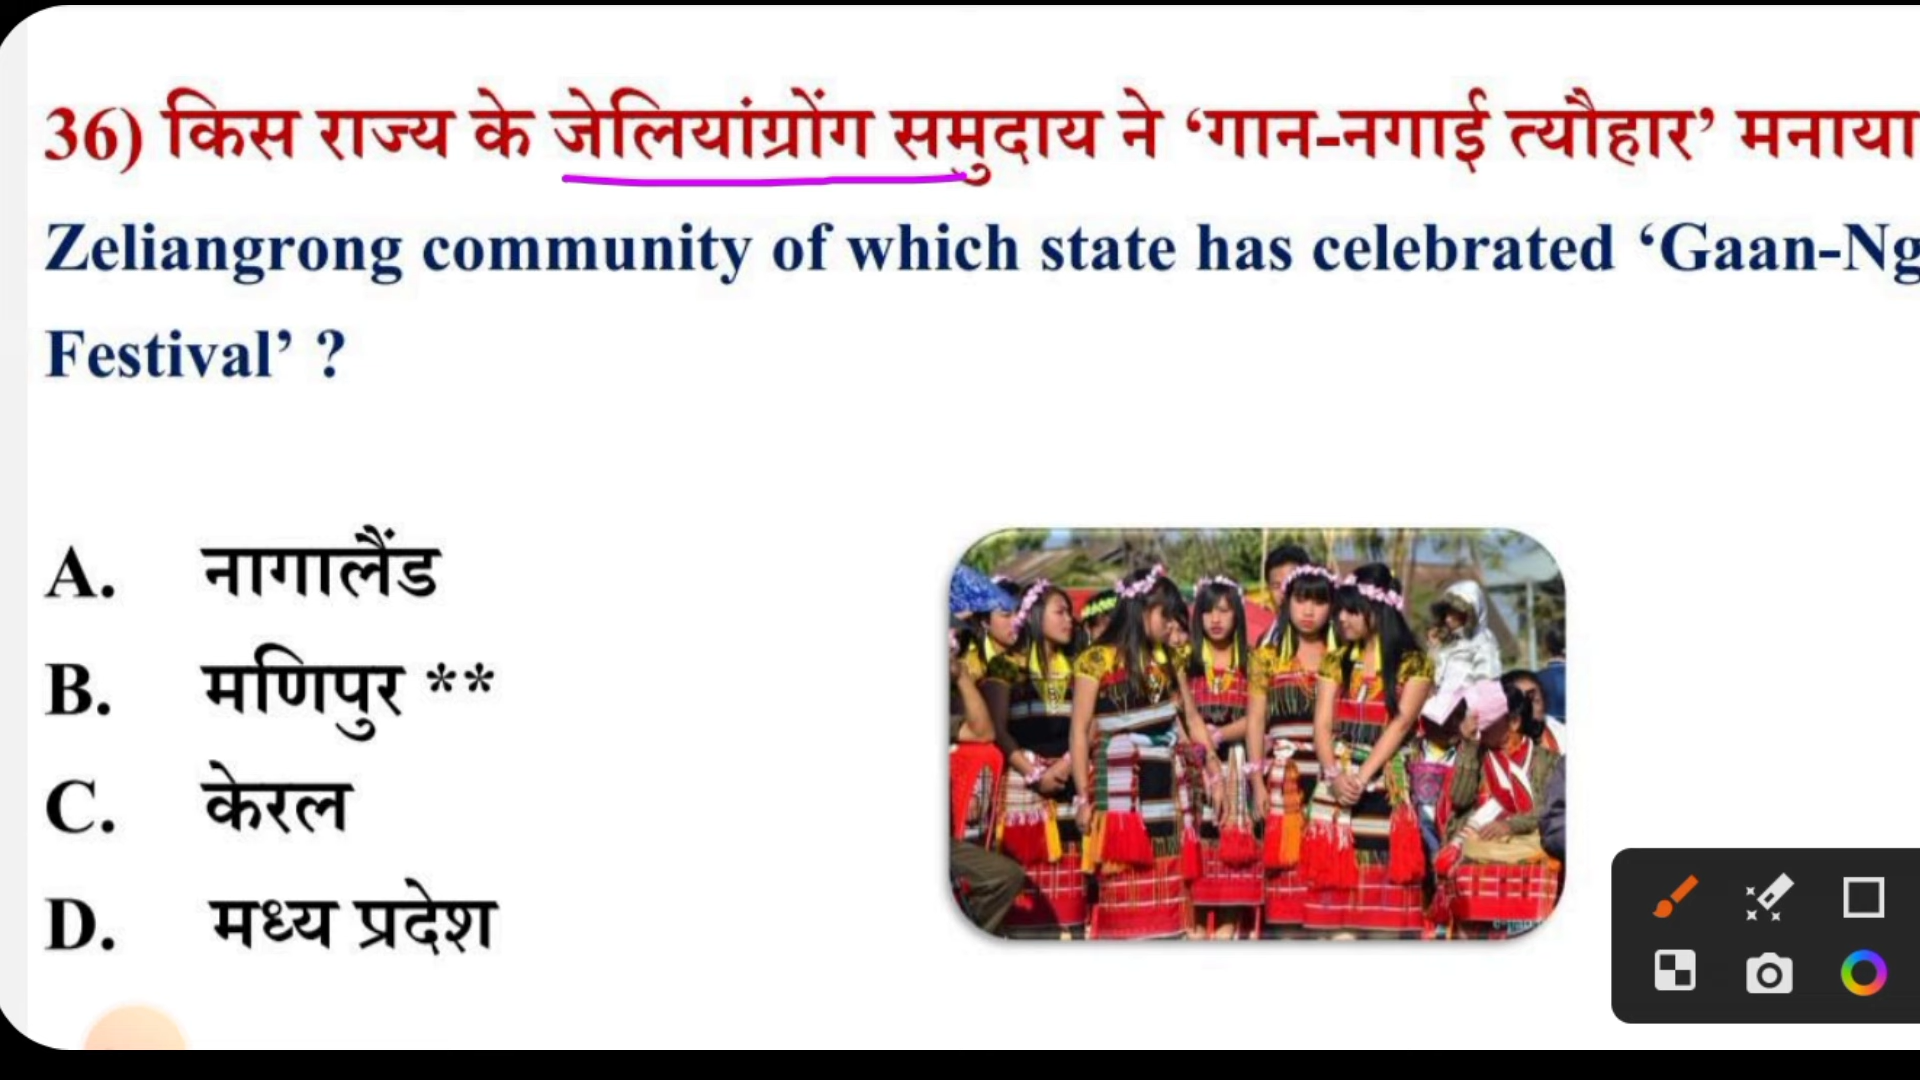 36) किस राज्य के जेलियांग्रोंग समुदाय ने ‘गान-नगाई त्यौहार’ मनाया
Zeliangrong community of which state has celebrated ‘Gaan-Ng
Festival’ ?
A. नागालैंड
B. मणिपुर **
C. केरल
D. मध्य प्रदेश